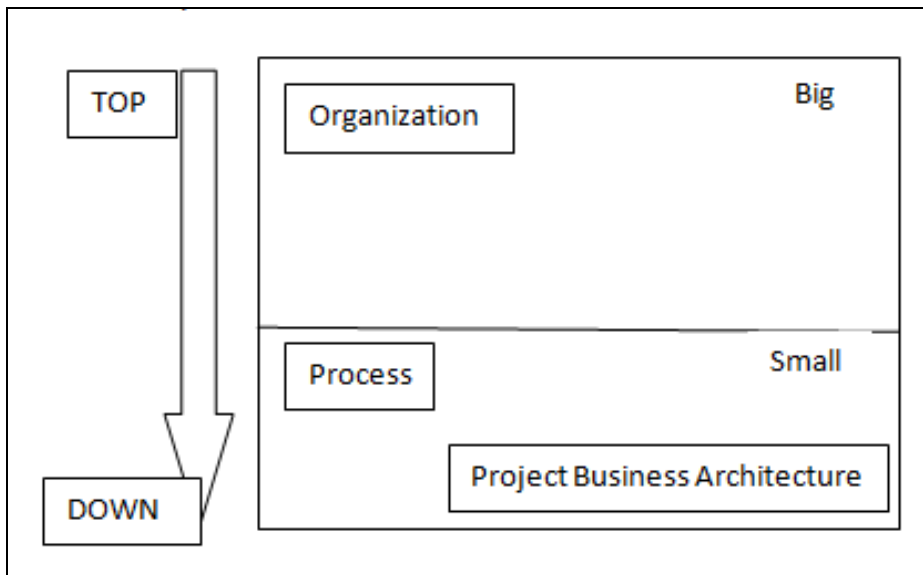 TOP
Organization
Big
Process
Small
Project Business Architecture
DOWN